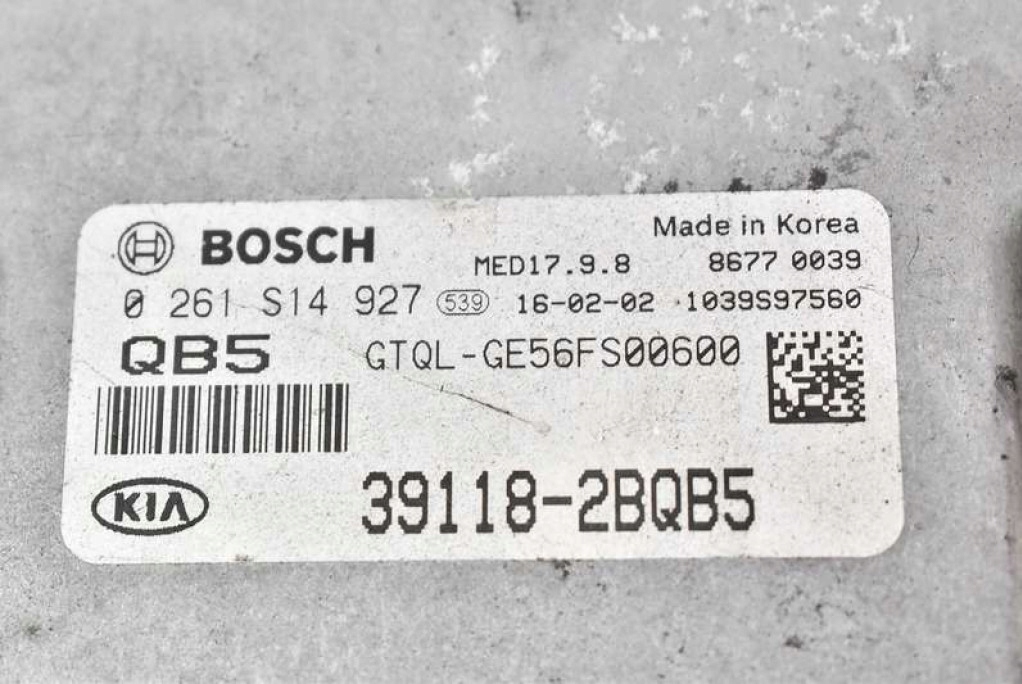 BOSCH
Made in Korea
MED17.9.8 8677 0039
0 261 S14 927 539 16-02-02 1039S97560
QB5 GTQL-GE56FS00600
KIA 39118-2BQB5